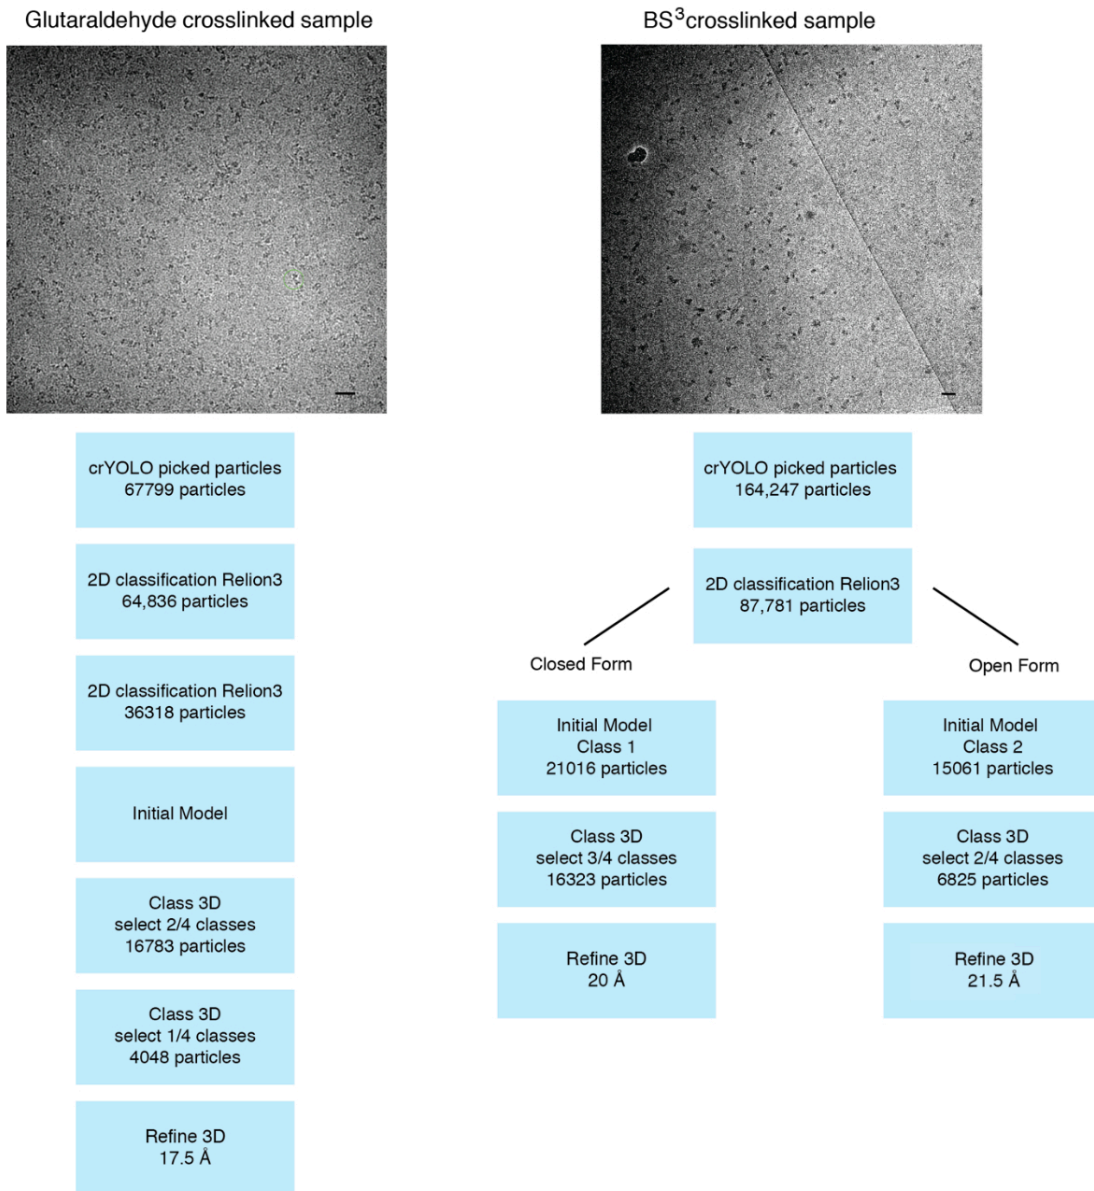 Glutaraldehyde crosslinked sample
crYOLO picked particles
67799 particles
2D classification Relion3
64,836 particles
2D classification Relion3
36318 particles
Initial Model
Class 3D
select 2/4 classes
16783 particles
Class 3D
select 1/4 classes
4048 particles
Refine 3D
17.5 Å
BS³crosslinked sample
crYOLO picked particles
164,247 particles
2D classification Relion3
87,781 particles
Closed Form
Initial Model
Class 1
21016 particles
Class 3D
select 3/4 classes
16323 particles
Refine 3D
20 Å
Open Form
Initial Model
Class 2
15061 particles
Class 3D
select 2/4 classes
6825 particles
Refine 3D
21.5 Å